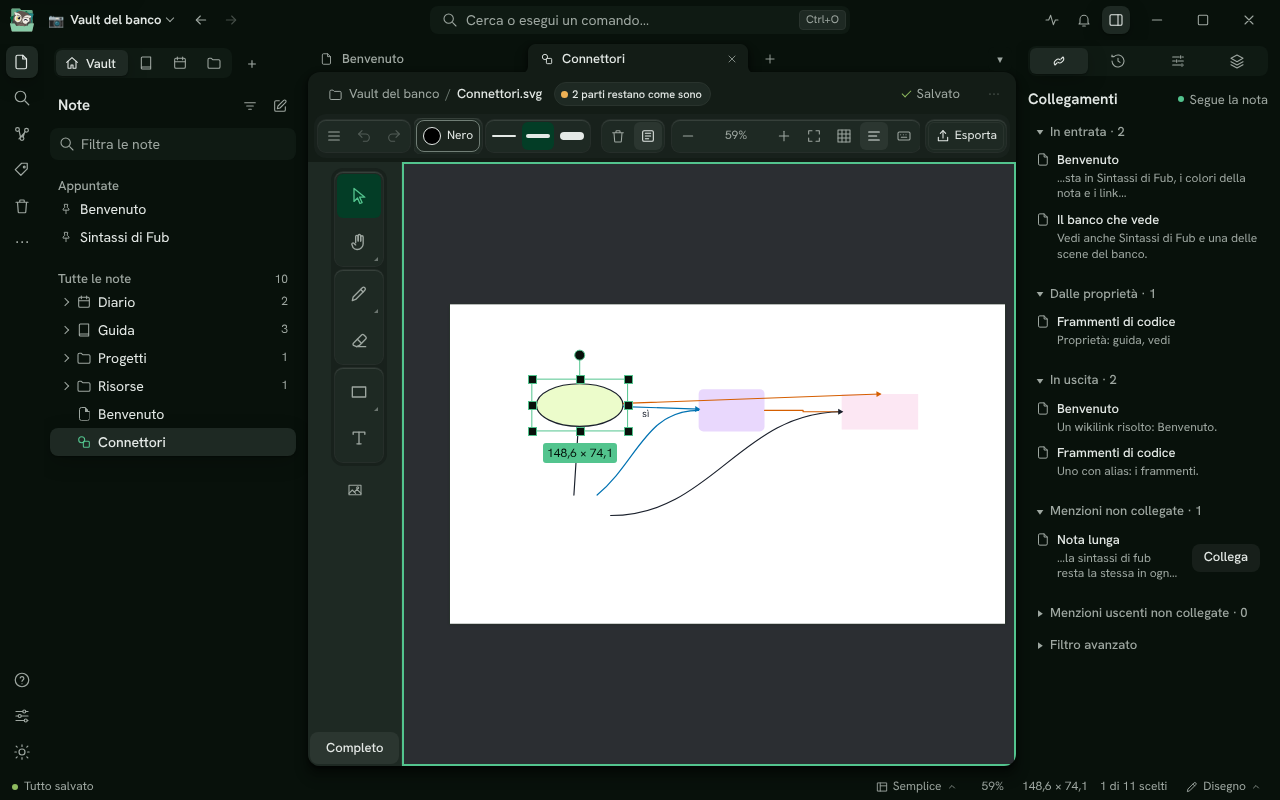 Vault del banco
Cerca o esegui un comando…
Ctrl+O
Vault
Benvenuto
Connettori
Note
Filtra le note
Appuntate
Benvenuto
Sintassi di Fub
Tutte le note 10
Diario 2
Guida 3
Progetti 1
Risorse 1
Benvenuto
Connettori
Vault del banco / Connettori.svg
2 parti restano come sono
Salvato
Nero
59%
Esporta
sì
148,6 × 74,1
Completo
Collegamenti
Segue la nota
In entrata · 2
Benvenuto
…sta in Sintassi di Fub, i colori della
nota e i link…
Il banco che vede
Vedi anche Sintassi di Fub e una delle
scene del banco.
Dalle proprietà · 1
Frammenti di codice
Proprietà: guida, vedi
In uscita · 2
Benvenuto
Un wikilink risolto: Benvenuto.
Frammenti di codice
Uno con alias: i frammenti.
Menzioni non collegate · 1
Nota lunga
…la sintassi di fub
resta la stessa in ogn…
Collega
Menzioni uscenti non collegate · 0
Filtro avanzato
Tutto salvato
Semplice
59%
148,6 × 74,1
1 di 11 scelti
Disegno